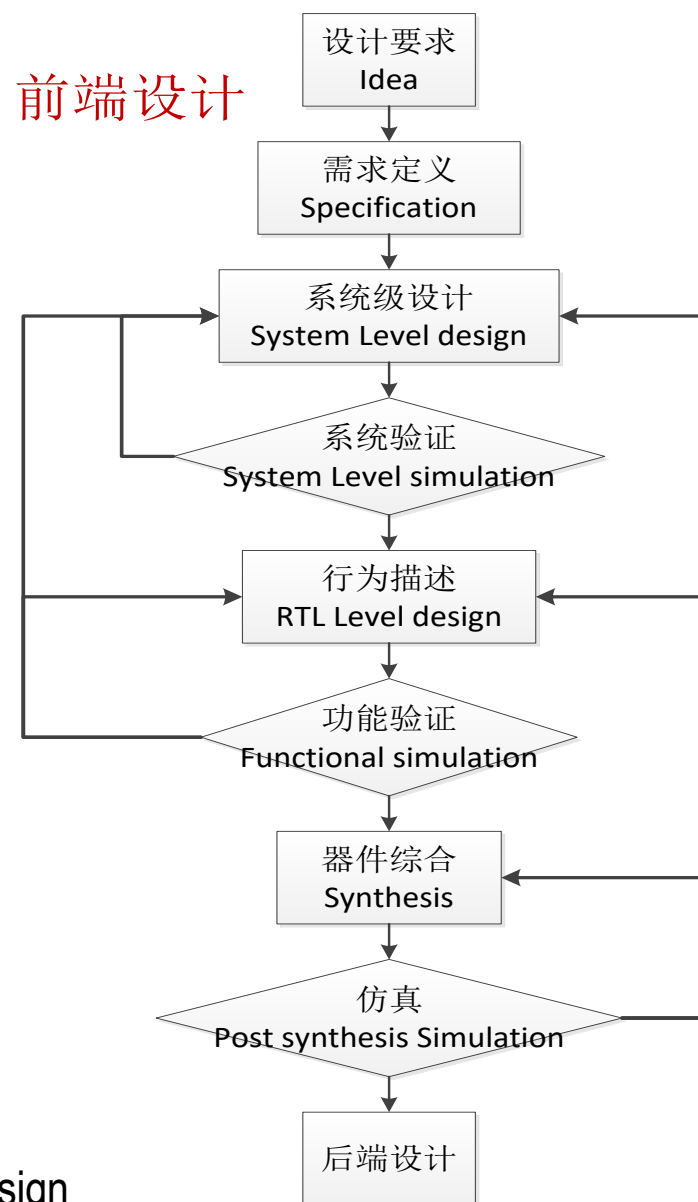 设计要求
Idea
前端设计
需求定义
Specification
系统级设计
System Level design
系统验证
System Level simulation
行为描述
RTL Level design
功能验证
Functional simulation
器件综合
Synthesis
仿真
Post synthesis Simulation
后端设计
sign